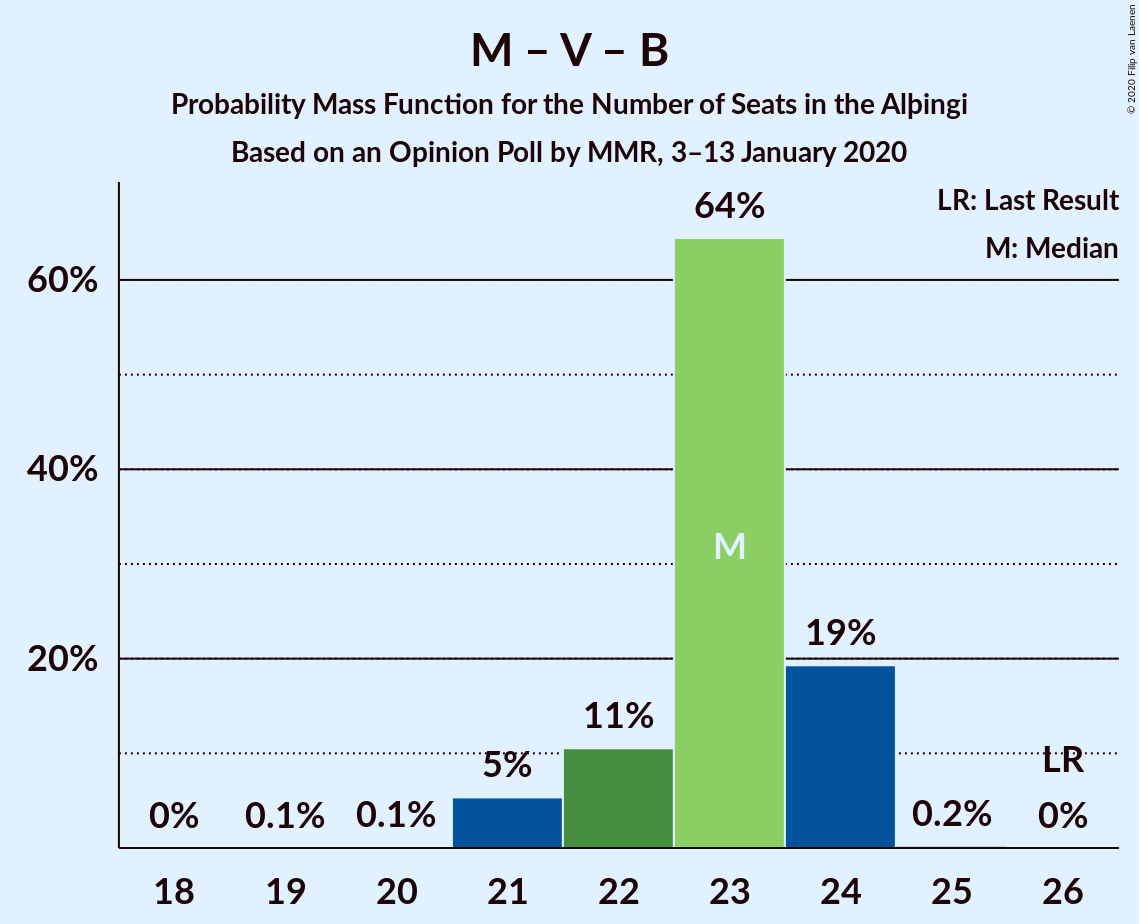 M – V – B
Probability Mass Function for the Number of Seats in the Alþingi
Based on an Opinion Poll by MMR, 3–13 January 2020
© 2020 Filip van Laenen
LR: Last Result
M: Median
60%
40%
20%
0%
0.1%
0.1%
5%
11%
64%
M
19%
0.2%
LR
0%
18
19
20
21
22
23
24
25
26